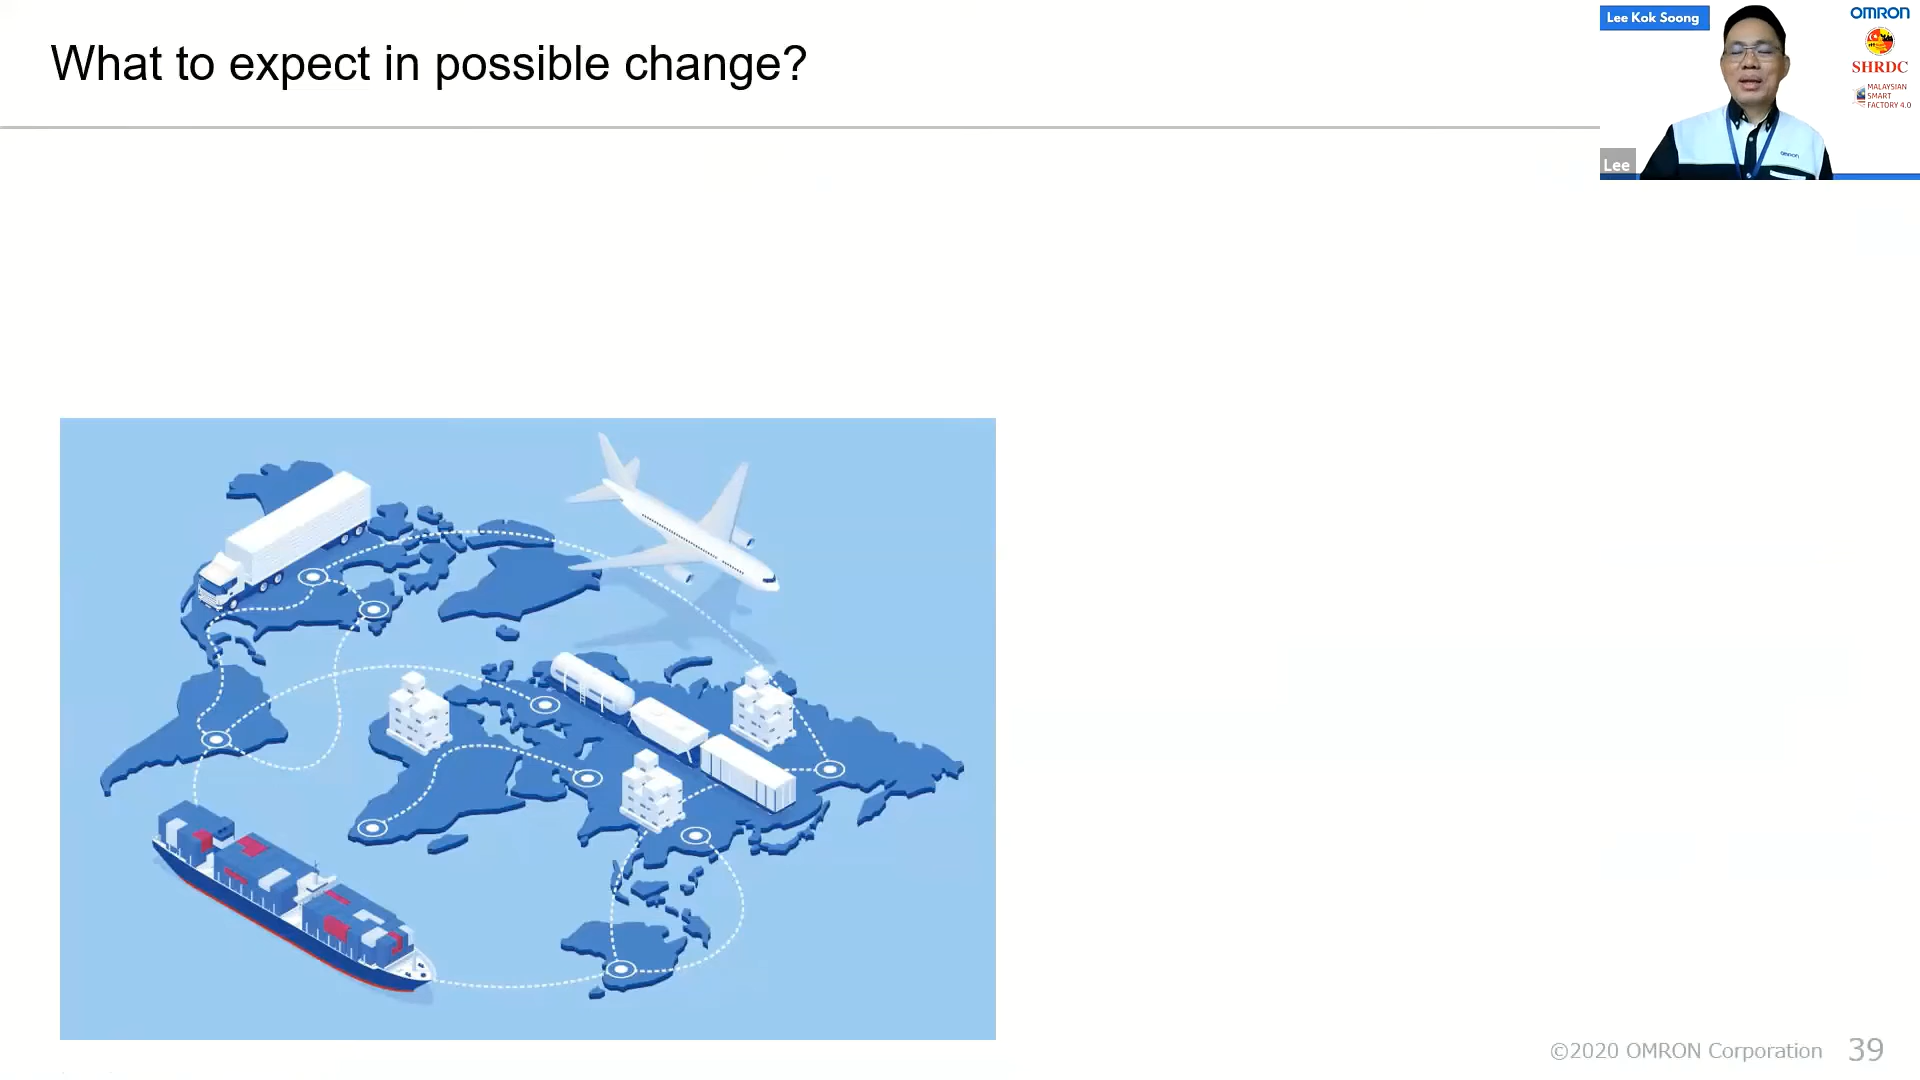 What to expect in possible change?
Lee Kok Soong
OMRON
SHRDC
MALAYSIAN
SMART
FACTORY 4.0
omron
Lee
©2020 OMRON Corporation 39